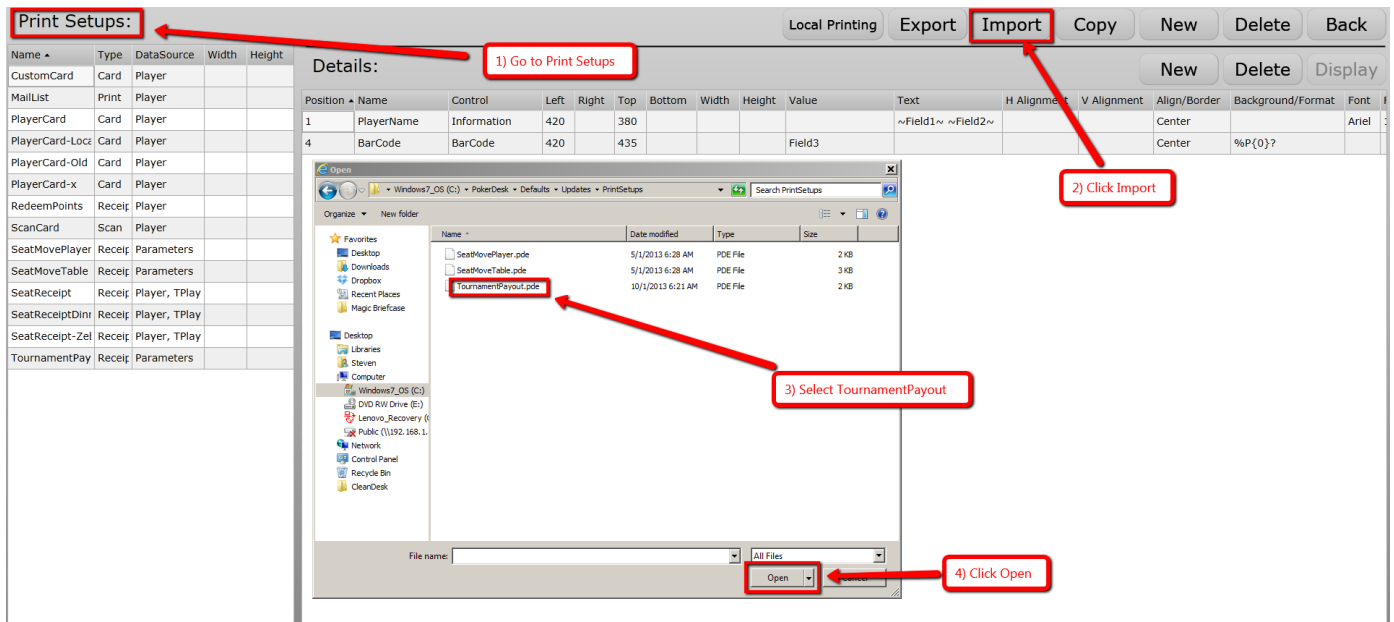 Print Setups:
Local Printing Export Import Copy New Delete Back
Name Type DataSource Width Height
CustomCard Card Player
MailList Print Player
PlayerCard Card Player
PlayerCard-Loca Card Player
PlayerCard-Old Card Player
PlayerCard-x Card Player
RedeemPoints Receip Player
ScanCard Scan Player
SeatMovePlayer Receip Parameters
SeatMoveTable Receip Parameters
SeatReceipt Receip Player, TPlay
SeatReceiptDinr Receip Player, TPlay
SeatReceipt-Zel Receip Player, TPlay
TournamentPay Receip Parameters
1) Go to Print Setups
Details:
New Delete Display
Position Name Control Left Right Top Bottom Width Height Value Text H Alignment V Alignment Align/Border Background/Format Font
1 PlayerName Information 420 380 ~Field1~ ~Field2~ Center Ariel
4 BarCode BarCode 420 435 Field3 Center %P{0}?
2) Click Import
Open
Windows7_OS (C:) PokerDesk Defaults Updates PrintSetups Search PrintSetups
Organize New folder
Favorites
Desktop
Downloads
Dropbox
Recent Places
Magic Briefcase
Desktop
Libraries
Steven
Computer
Windows7_OS (C:)
DVD RW Drive (E:)
Lenovo_Recovery (
Public (\\192.168.1.
Network
Control Panel
Recycle Bin
CleanDesk
Name Date modified Type Size
SeatMovePlayer.pde 5/1/2013 6:28 AM PDE File 2 KB
SeatMoveTable.pde 5/1/2013 6:28 AM PDE File 3 KB
TournamentPayout.pde 10/1/2013 6:21 AM PDE File 2 KB
3) Select TournamentPayout
File name: All Files
Open Cancel
4) Click Open